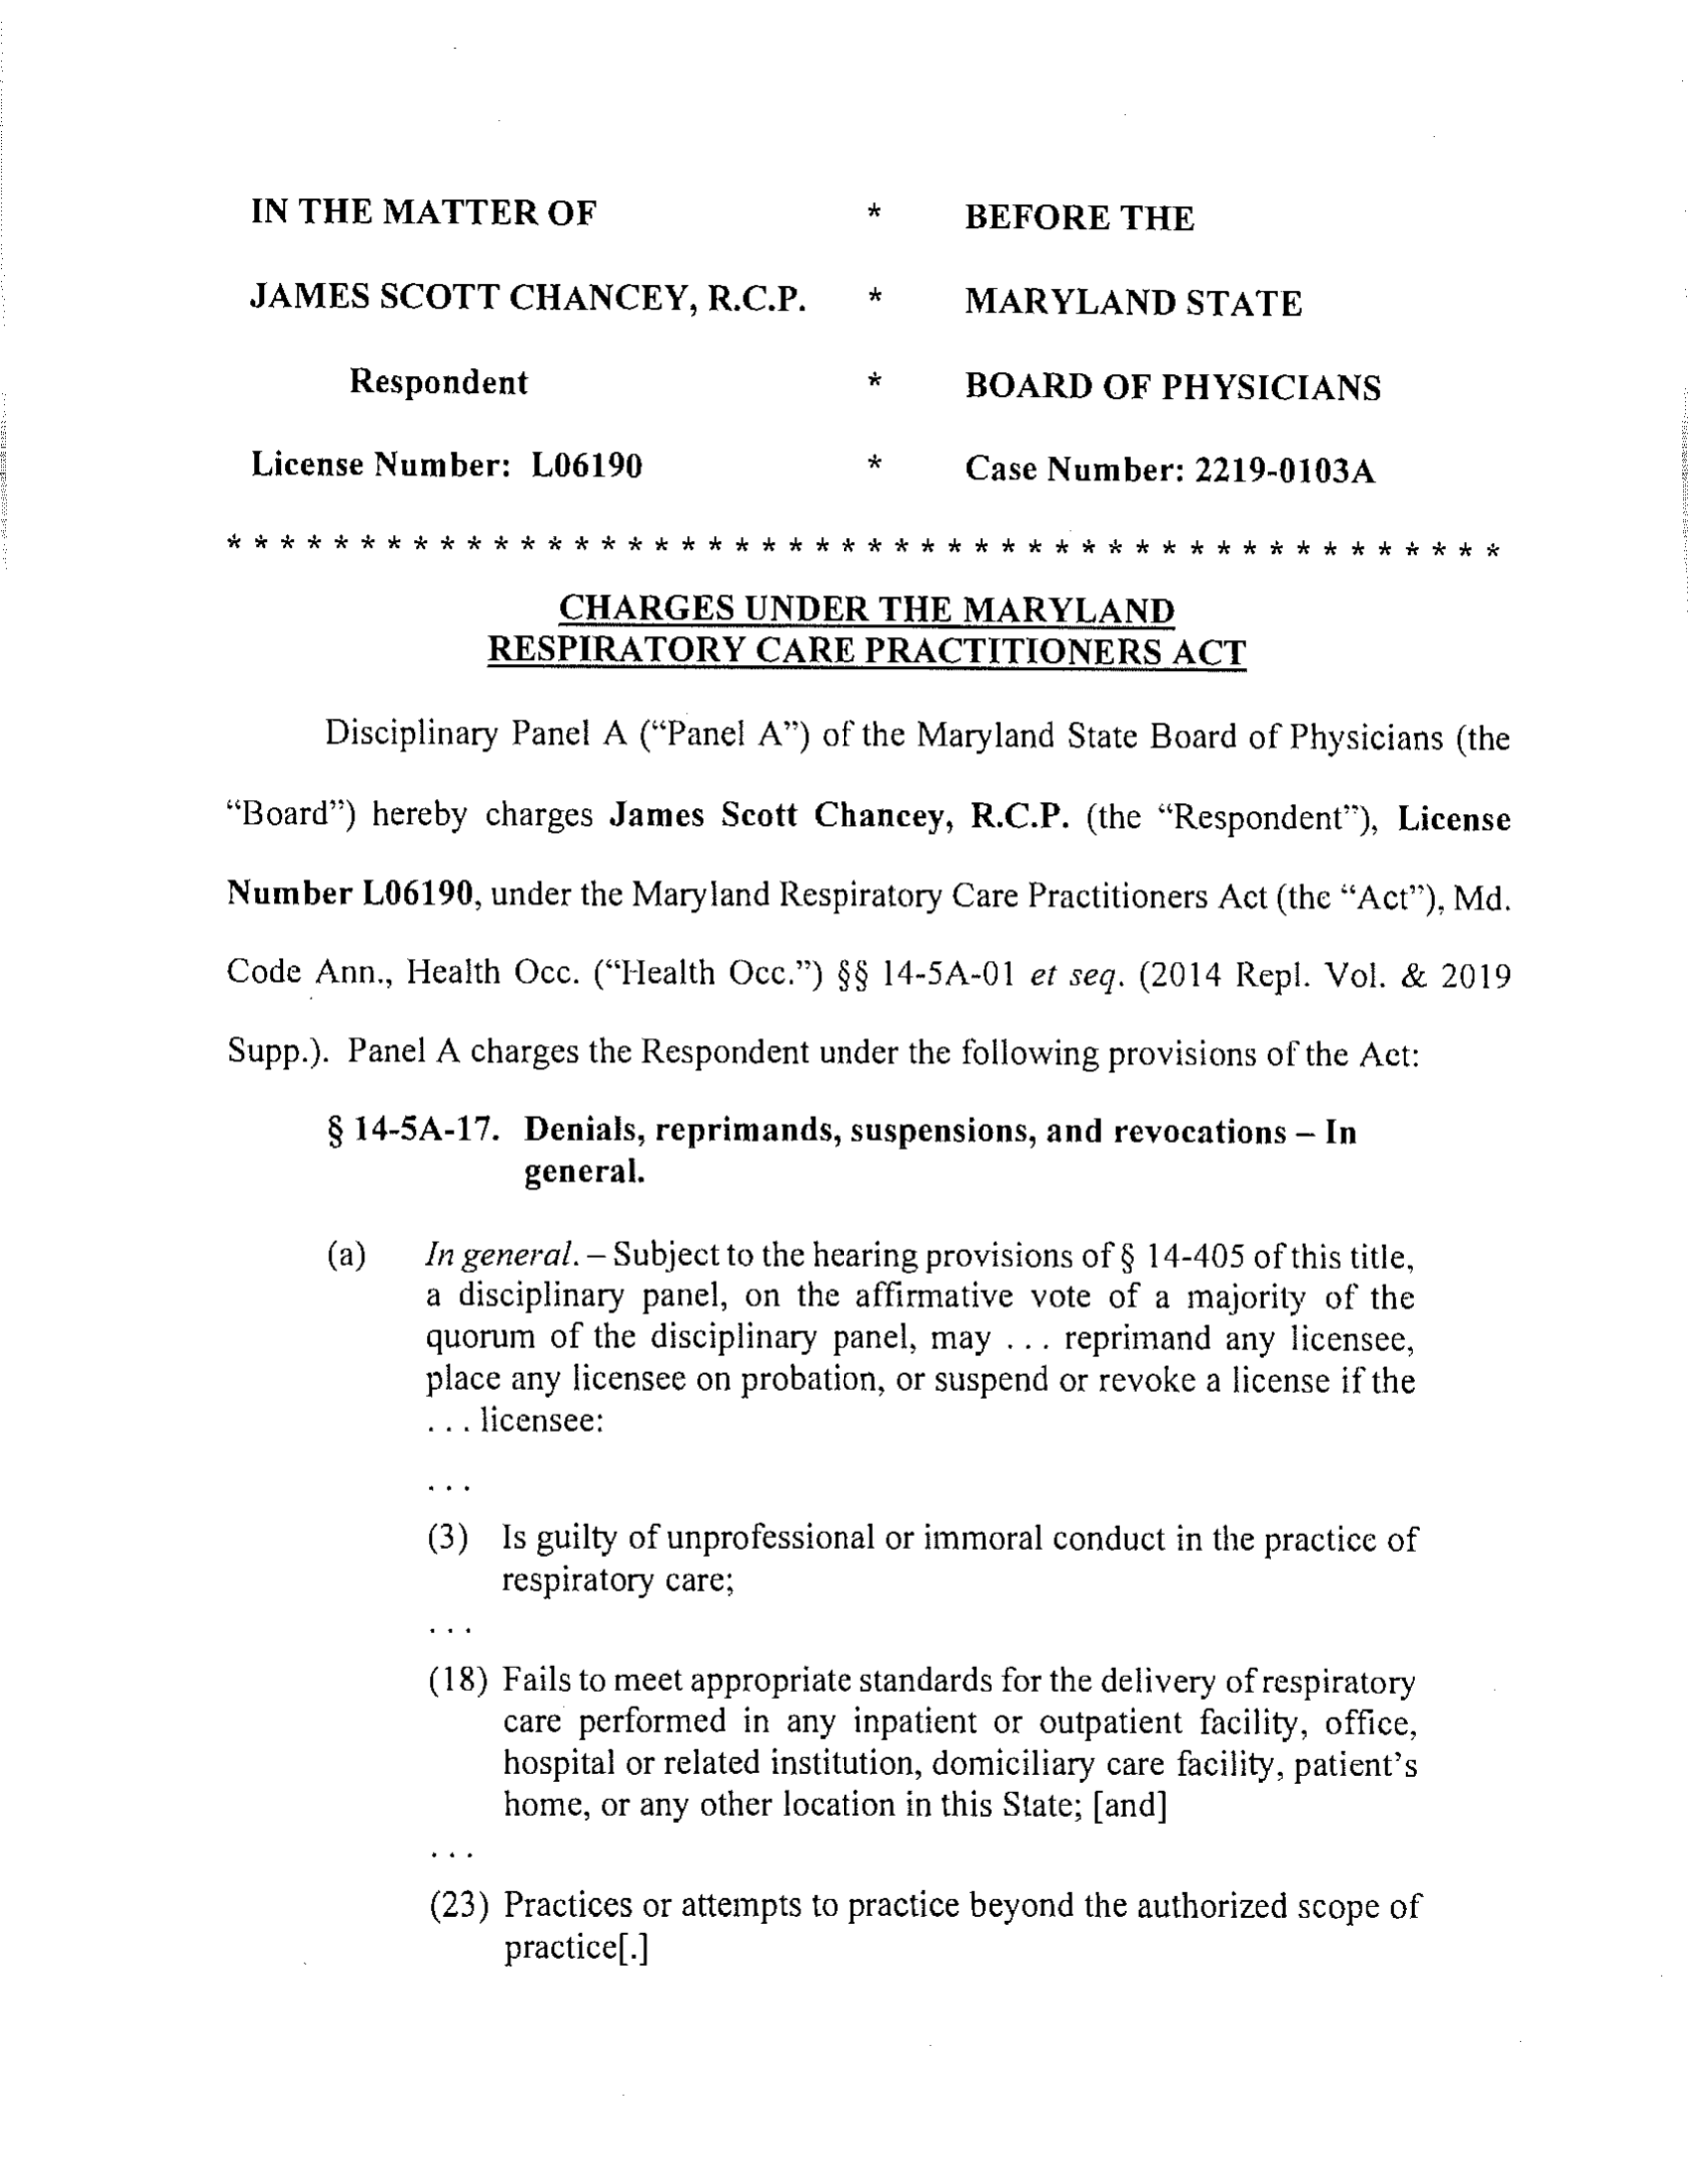 IN THE MATTER OF * BEFORE THE
JAMES SCOTT CHANCEY, R.C.P. * MARYLAND STATE
Respondent * BOARD OF PHYSICIANS
License Number: L06190 * Case Number: 2219-0103A
* * * * * * * * * * * * * * * * * * * * * * * * * * * * * * * * * * * * * * * * * * * * * * * *
CHARGES UNDER THE MARYLAND
RESPIRATORY CARE PRACTITIONERS ACT
Disciplinary Panel A (“Panel A”) of the Maryland State Board of Physicians (the
“Board”) hereby charges James Scott Chancey, R.C.P. (the “Respondent”), License
Number L06190, under the Maryland Respiratory Care Practitioners Act (the “Act”), Md.
Code Ann., Health Occ. (“Health Occ.”) §§ 14-5A-01 et seq. (2014 Repl. Vol. & 2019
Supp.). Panel A charges the Respondent under the following provisions of the Act:
§ 14-5A-17. Denials, reprimands, suspensions, and revocations – In
general.
(a) In general. – Subject to the hearing provisions of § 14-405 of this title,
a disciplinary panel, on the affirmative vote of a majority of the
quorum of the disciplinary panel, may . . . reprimand any licensee,
place any licensee on probation, or suspend or revoke a license if the
. . . licensee:
. . .
(3) Is guilty of unprofessional or immoral conduct in the practice of
respiratory care;
. . .
(18) Fails to meet appropriate standards for the delivery of respiratory
care performed in any inpatient or outpatient facility, office,
hospital or related institution, domiciliary care facility, patient’s
home, or any other location in this State; [and]
. . .
(23) Practices or attempts to practice beyond the authorized scope of
practice[.]